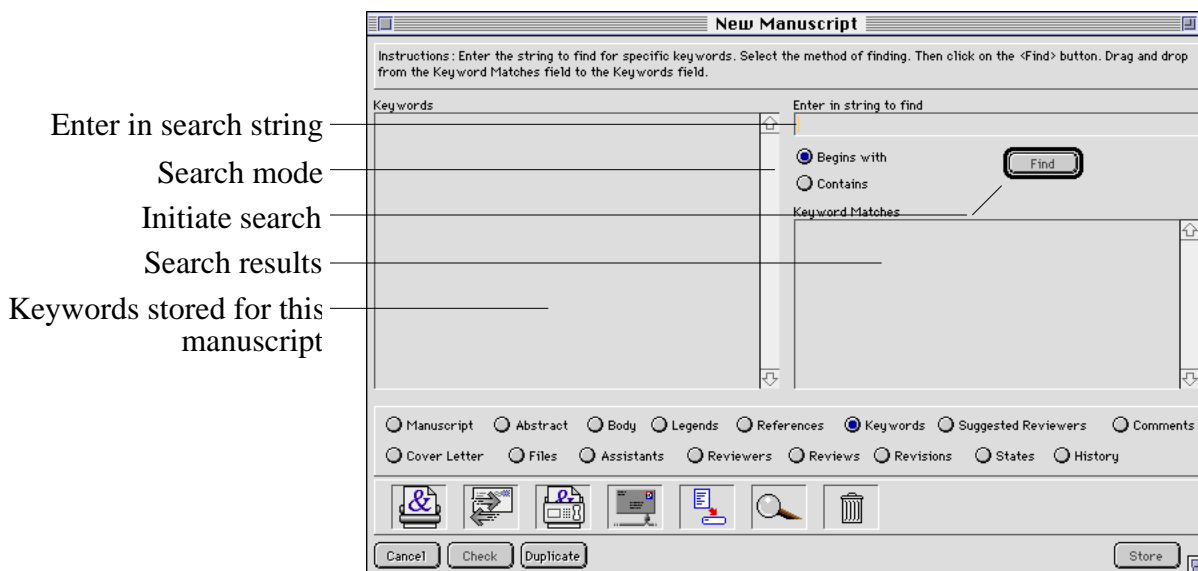 New Manuscript
Instructions: Enter the string to find for specific keywords. Select the method of finding. Then click on the <Find> button. Drag and drop
from the Keyword Matches field to the Keywords field.
Keywords
Enter in string to find
Enter in search string
Begins with
Find
Search mode
Contains
Initiate search
Keyword Matches
Search results
Keywords stored for this
manuscript
Manuscript Abstract Body Legends References Keywords Suggested Reviewers Comments
Cover Letter Files Assistants Reviewers Reviews Revisions States History
& &
Cancel Check Duplicate Store